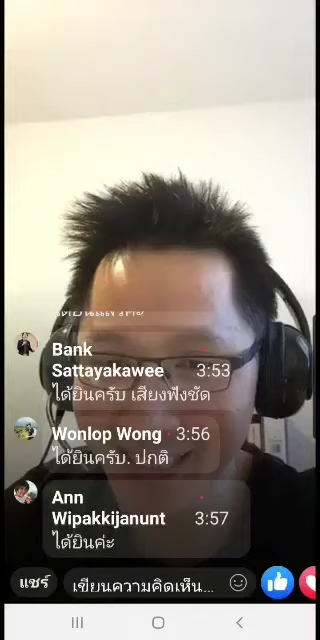 Bank
Sattayakawee 3:53
ได้ยินครับ เสียงฟังชัด
Wonlop Wong · 3:56
ได้ยินครับ. ปกติ
Ann
Wipakkijanunt 3:57
ได้ยินค่ะ
แชร์ เขียนความคิดเห็น...